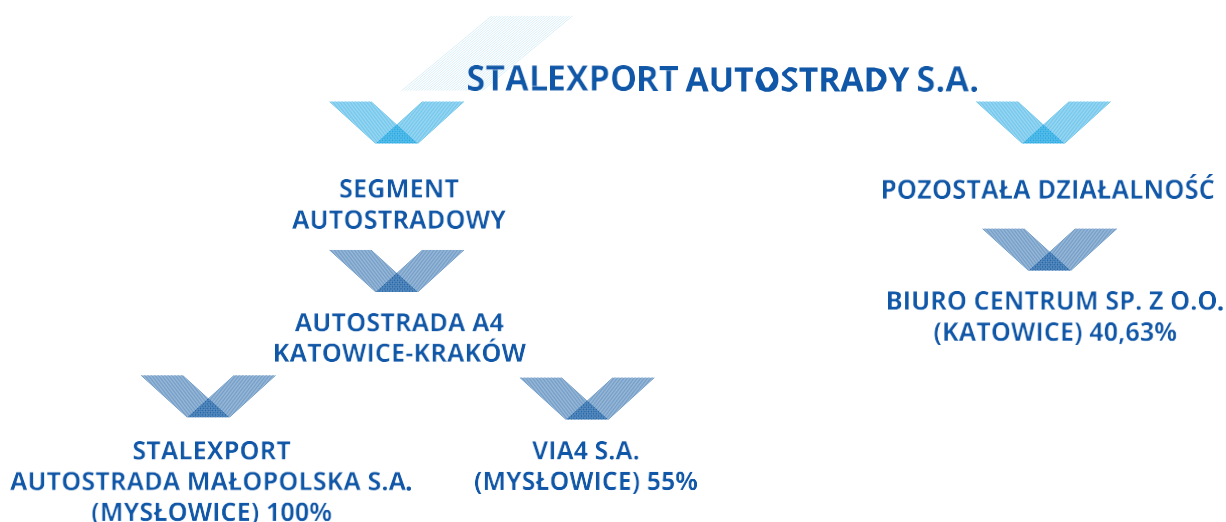 STALEXPORT AUTOSTRADY S.A.
SEGMENT
AUTOSTRADOWY
AUTOSTRADA A4
KATOWICE-KRAKÓW
STALEXPORT
AUTOSTRADA MAŁOPOLSKA S.A.
(MYSŁOWICE) 100%
VIA4 S.A.
(MYSŁOWICE) 55%
POZOSTAŁA DZIAŁALNOŚĆ
BIURO CENTRUM SP. Z O.O.
(KATOWICE) 40,63%